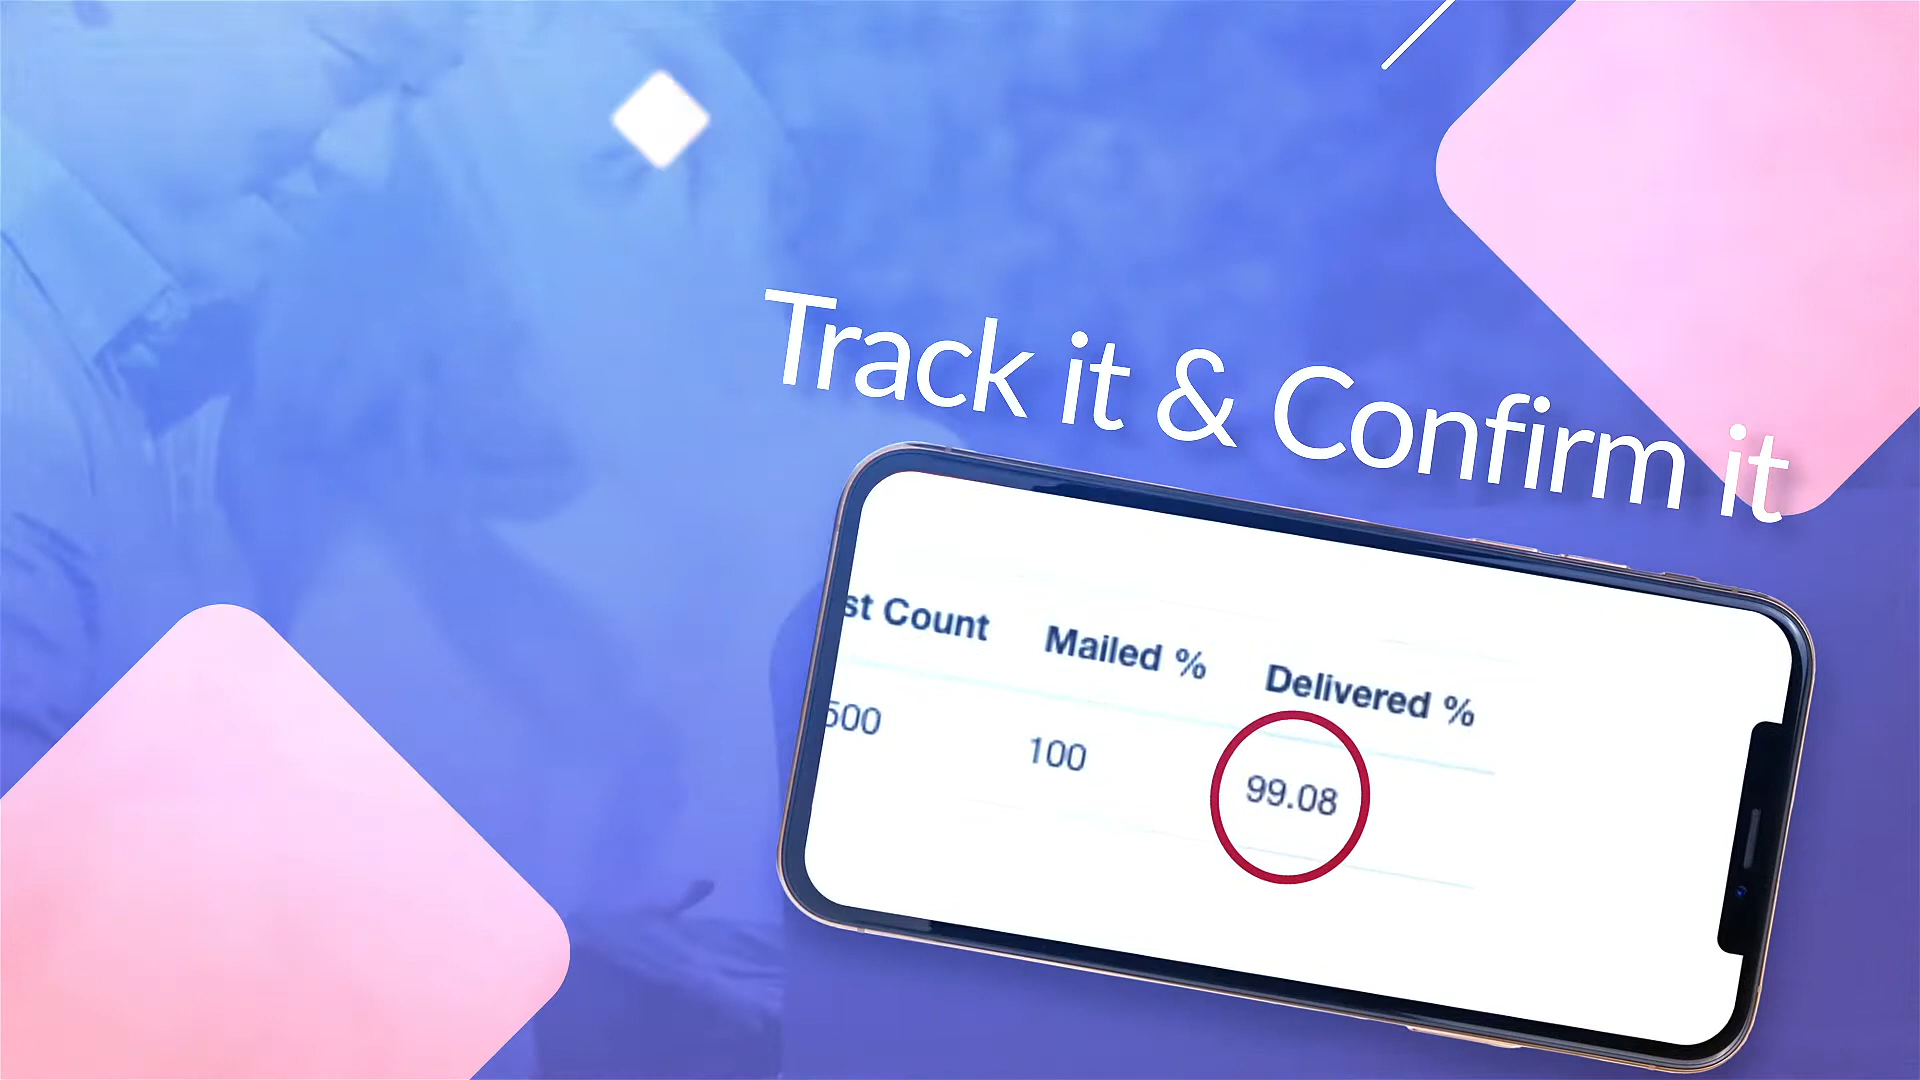 Track it & Confirm it
st Count Mailed % Delivered %
500 100 99.08